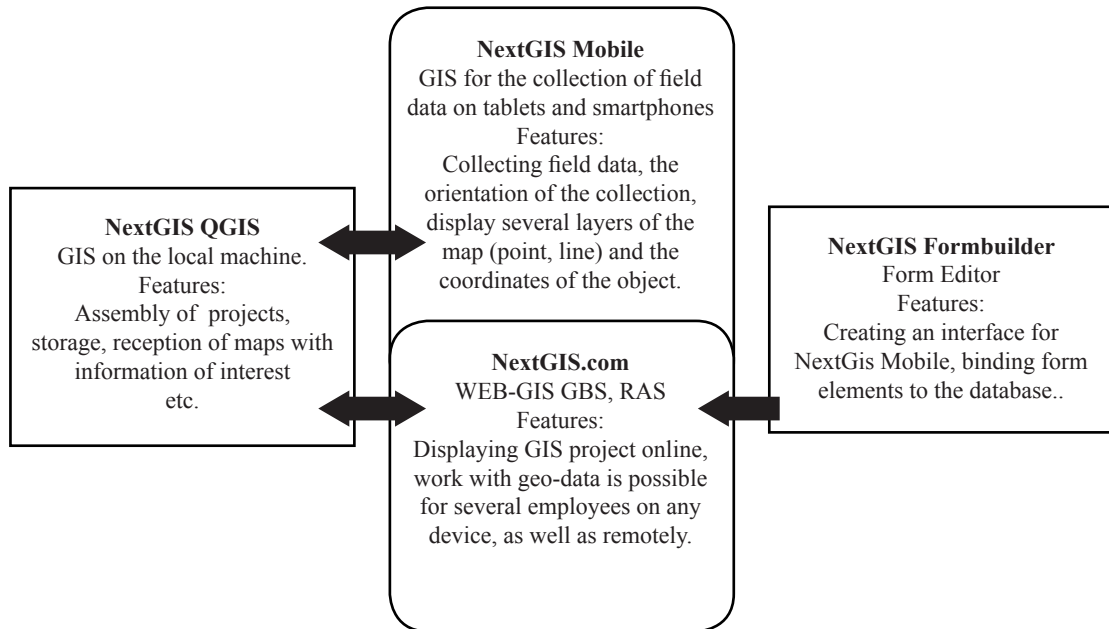 NextGIS Mobile
GIS for the collection of field
data on tablets and smartphones
Features:
Collecting field data, the
orientation of the collection,
display several layers of the
map (point, line) and the
coordinates of the object.
NextGIS QGIS
GIS on the local machine.
Features:
Assembly of projects,
storage, reception of maps with
information of interest
etc.
NextGIS.com
WEB-GIS GBS, RAS
Features:
Displaying GIS project online,
work with geo-data is possible
for several employees on any
device, as well as remotely.
NextGIS Formbuilder
Form Editor
Features:
Creating an interface for
NextGis Mobile, binding form
elements to the database..